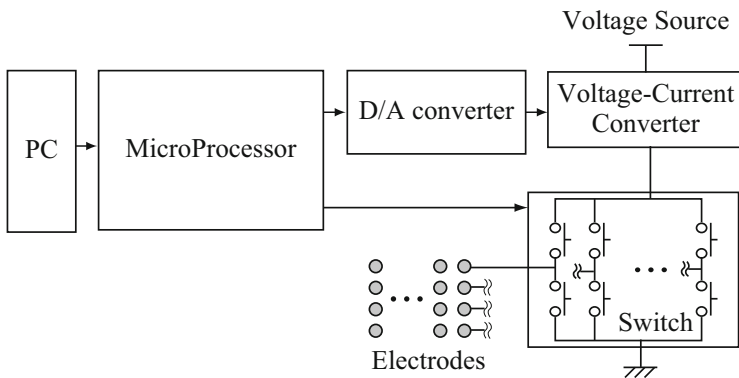 Voltage Source
PC
MicroProcessor
D/A converter
Voltage-Current
Converter
Switch
Electrodes